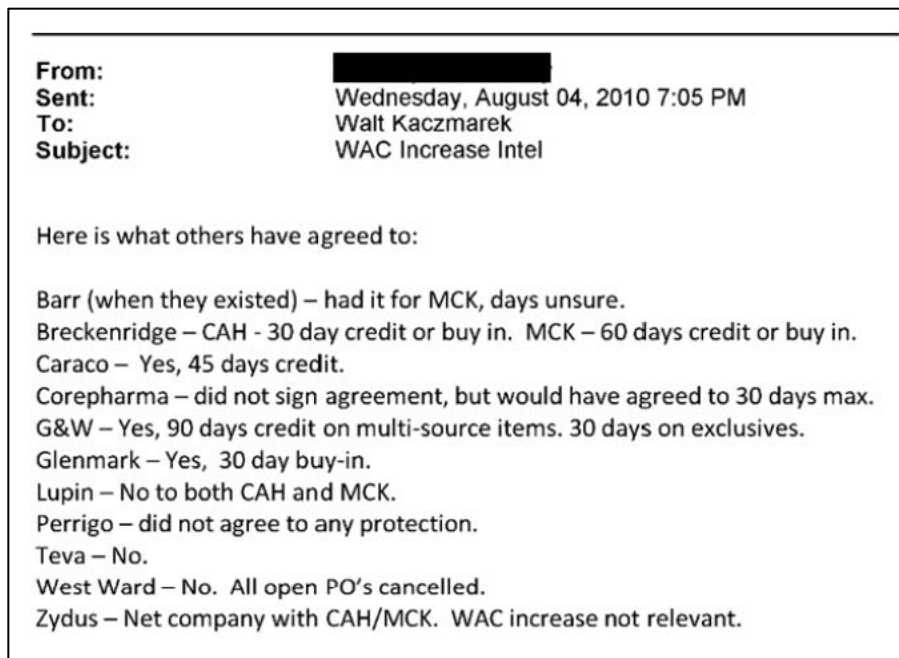 From:
Sent: Wednesday, August 04, 2010 7:05 PM
To: Walt Kaczmarek
Subject: WAC Increase Intel
Here is what others have agreed to:
Barr (when they existed) – had it for MCK, days unsure.
Breckenridge – CAH - 30 day credit or buy in.  MCK – 60 days credit or buy in.
Caraco –  Yes, 45 days credit.
Corepharma – did not sign agreement, but would have agreed to 30 days max.
G&W – Yes, 90 days credit on multi-source items. 30 days on exclusives.
Glenmark – Yes,  30 day buy-in.
Lupin – No to both CAH and MCK.
Perrigo – did not agree to any protection.
Teva – No.
West Ward – No.  All open PO's cancelled.
Zydus – Net company with CAH/MCK.  WAC increase not relevant.